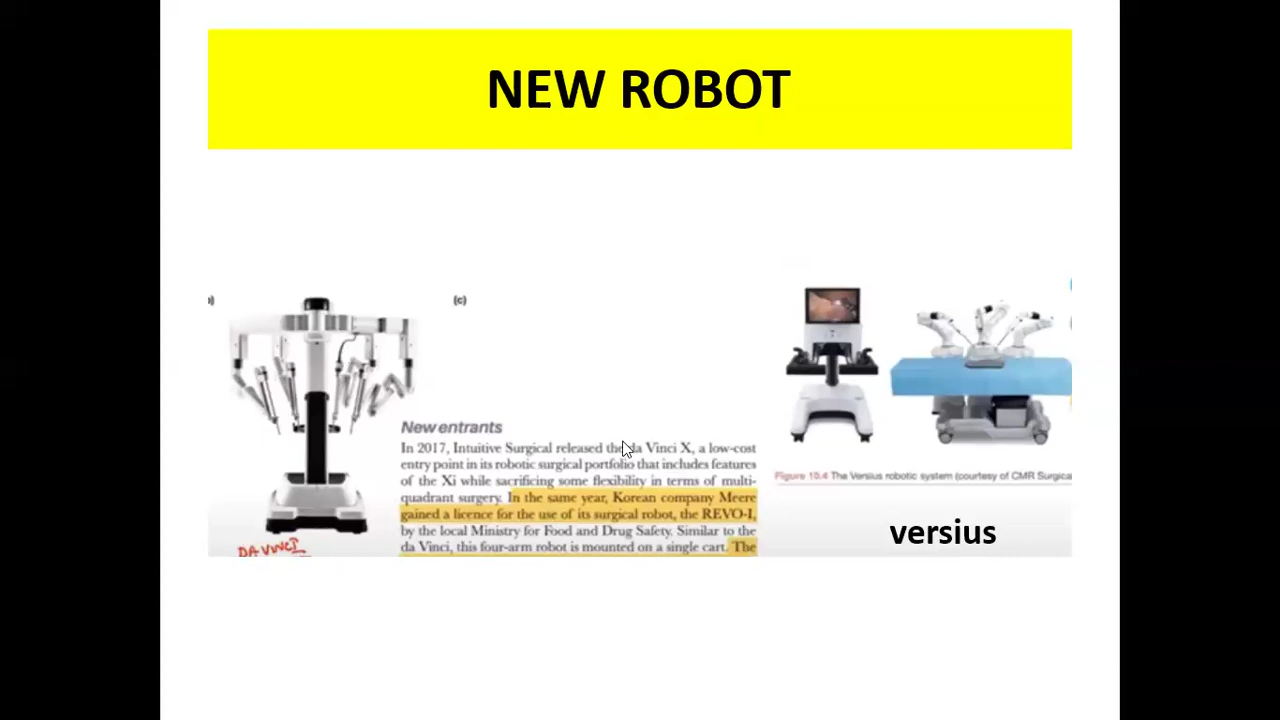 NEW ROBOT
(c)
New entrants
In 2017, Intuitive Surgical released the da Vinci X, a low-cost
entry point in its robotic surgical portfolio that includes features
of the Xi while sacrificing some flexibility in terms of multi-
quadrant surgery. In the same year, Korean company Meere
gained a licence for the use of its surgical robot, the REVO-I,
by the local Ministry for Food and Drug Safety. Similar to the
da Vinci, this four-arm robot is mounted on a single cart. The
DA VINCI
Figure 10.4 The Versius robotic system (courtesy of CMR Surgica
versius